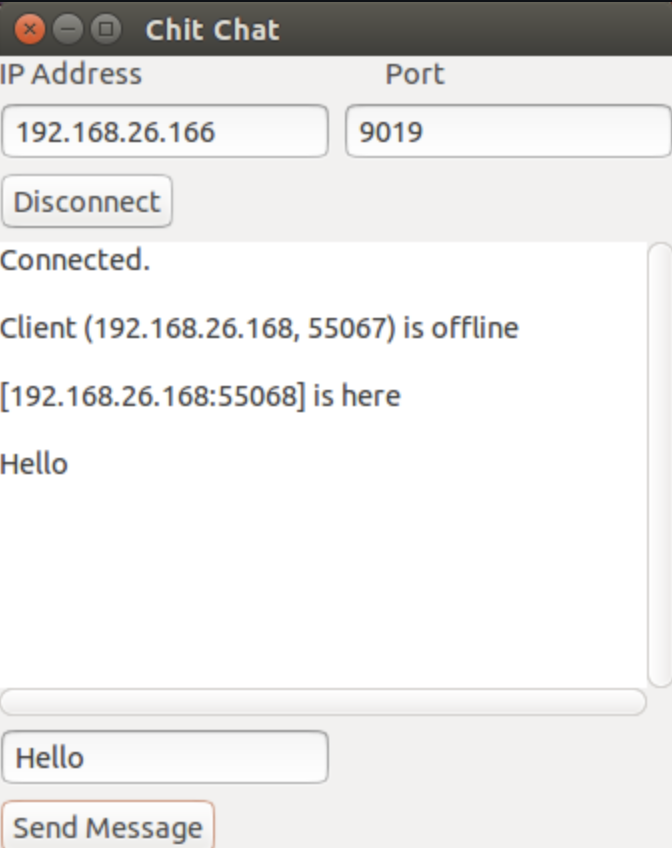 Chit Chat
IP Address Port
192.168.26.166 9019
Disconnect
Connected.
Client (192.168.26.168, 55067) is offline
[192.168.26.168:55068] is here
Hello
Hello
Send Message